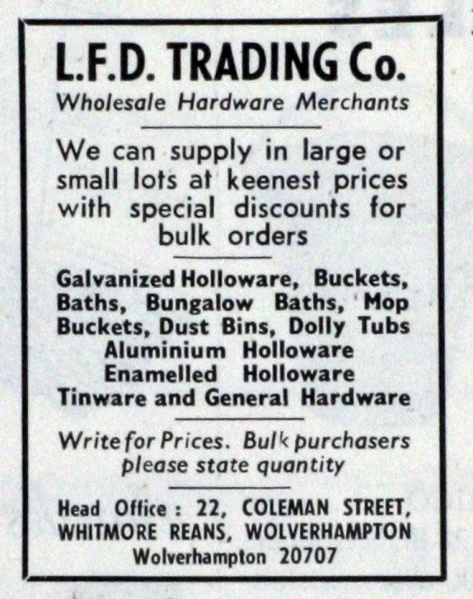 L.F.D. TRADING Co.
Wholesale Hardware Merchants
We can supply in large or
small lots at keenest prices
with special discounts for
bulk orders
Galvanized Holloware, Buckets,
Baths, Bungalow Baths, Mop
Buckets, Dust Bins, Dolly Tubs
Aluminium Holloware
Enamelled Holloware
Tinware and General Hardware
Write for Prices. Bulk purchasers
please state quantity
Head Office : 22, COLEMAN STREET,
WHITMORE REANS, WOLVERHAMPTON
Wolverhampton 20707